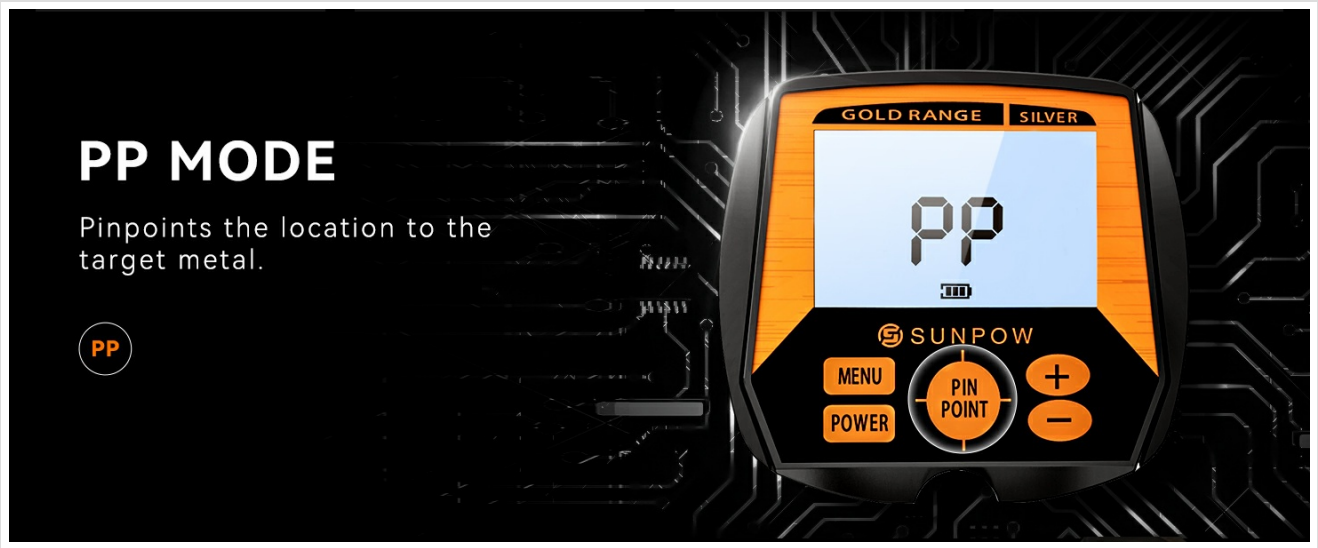 PP MODE
Pinpoints the location to the
target metal.
PP
GOLD RANGE SILVER
PP
SUNPOW
MENU
PIN
POINT
+
POWER
−